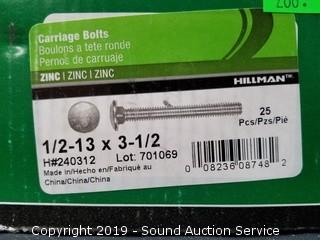 Carriage Bolts
Boulons a tete ronde
Pernoc de carruaje
ZINC | ZINC | ZINC
HILLMAN
25
Pcs/Pzs/Pié
1/2-13 x 3-1/2
H#240312 Lot: 701069
Made in/Hecho en/Fabriqué au
China/China/China
0 08236 08748 2
Copyright 2019 - Sound Auction Service